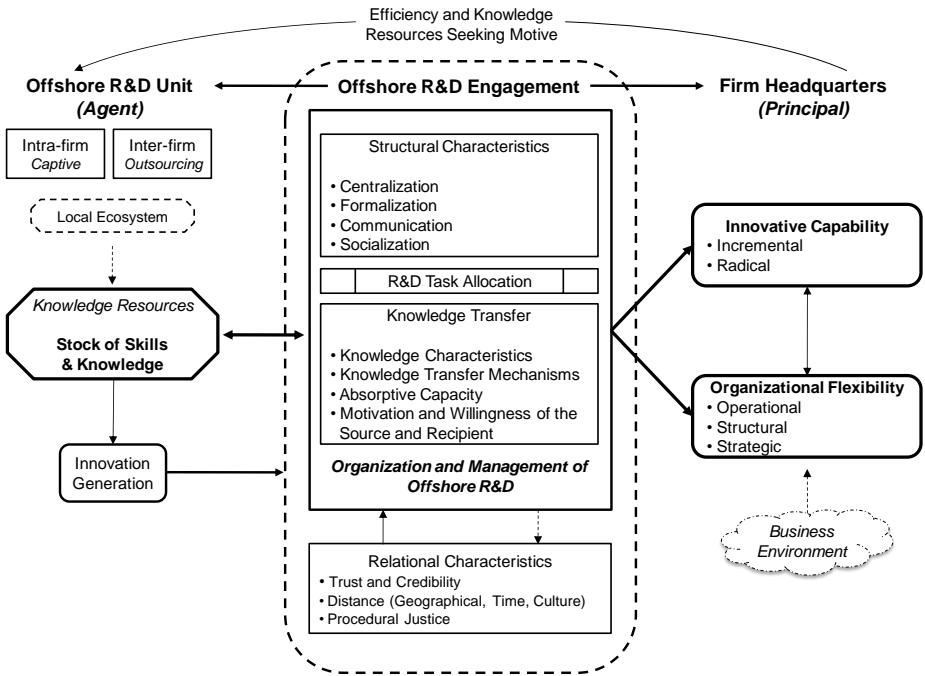 Efficiency and Knowledge
Resources Seeking Motive
Offshore R&D Unit
(Agent)
Intra-firm
Captive
Inter-firm
Outsourcing
Local Ecosystem
Knowledge Resources
Stock of Skills
& Knowledge
Innovation
Generation
Offshore R&D Engagement
Structural Characteristics
• Centralization
• Formalization
• Communication
• Socialization
R&D Task Allocation
Knowledge Transfer
• Knowledge Characteristics
• Knowledge Transfer Mechanisms
• Absorptive Capacity
• Motivation and Willingness of the
Source and Recipient
Organization and Management of
Offshore R&D
Relational Characteristics
• Trust and Credibility
• Distance (Geographical, Time, Culture)
• Procedural Justice
Firm Headquarters
(Principal)
Innovative Capability
• Incremental
• Radical
Organizational Flexibility
• Operational
• Structural
• Strategic
Business
Environment